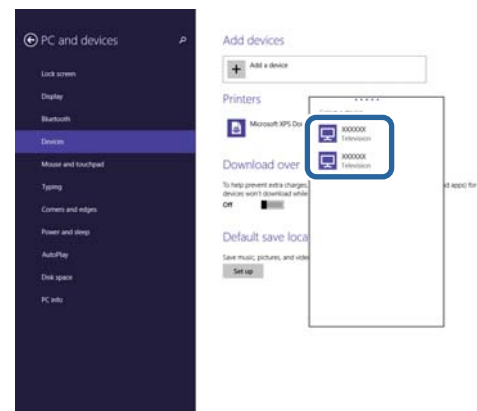 PC and devices
Lock screen
Display
Bluetooth
Devices
Mouse and touchpad
Typing
Corners and edges
Power and sleep
AutoPlay
Disk space
PC info
Add devices
Add a device
Printers
Microsoft XPS Do
XXXXXX
Television
XXXXXX
Television
Download over
To help prevent extra charges, d apps) for
devices won't download while
Off
Default save loca
Save music, pictures, and vide
Set up